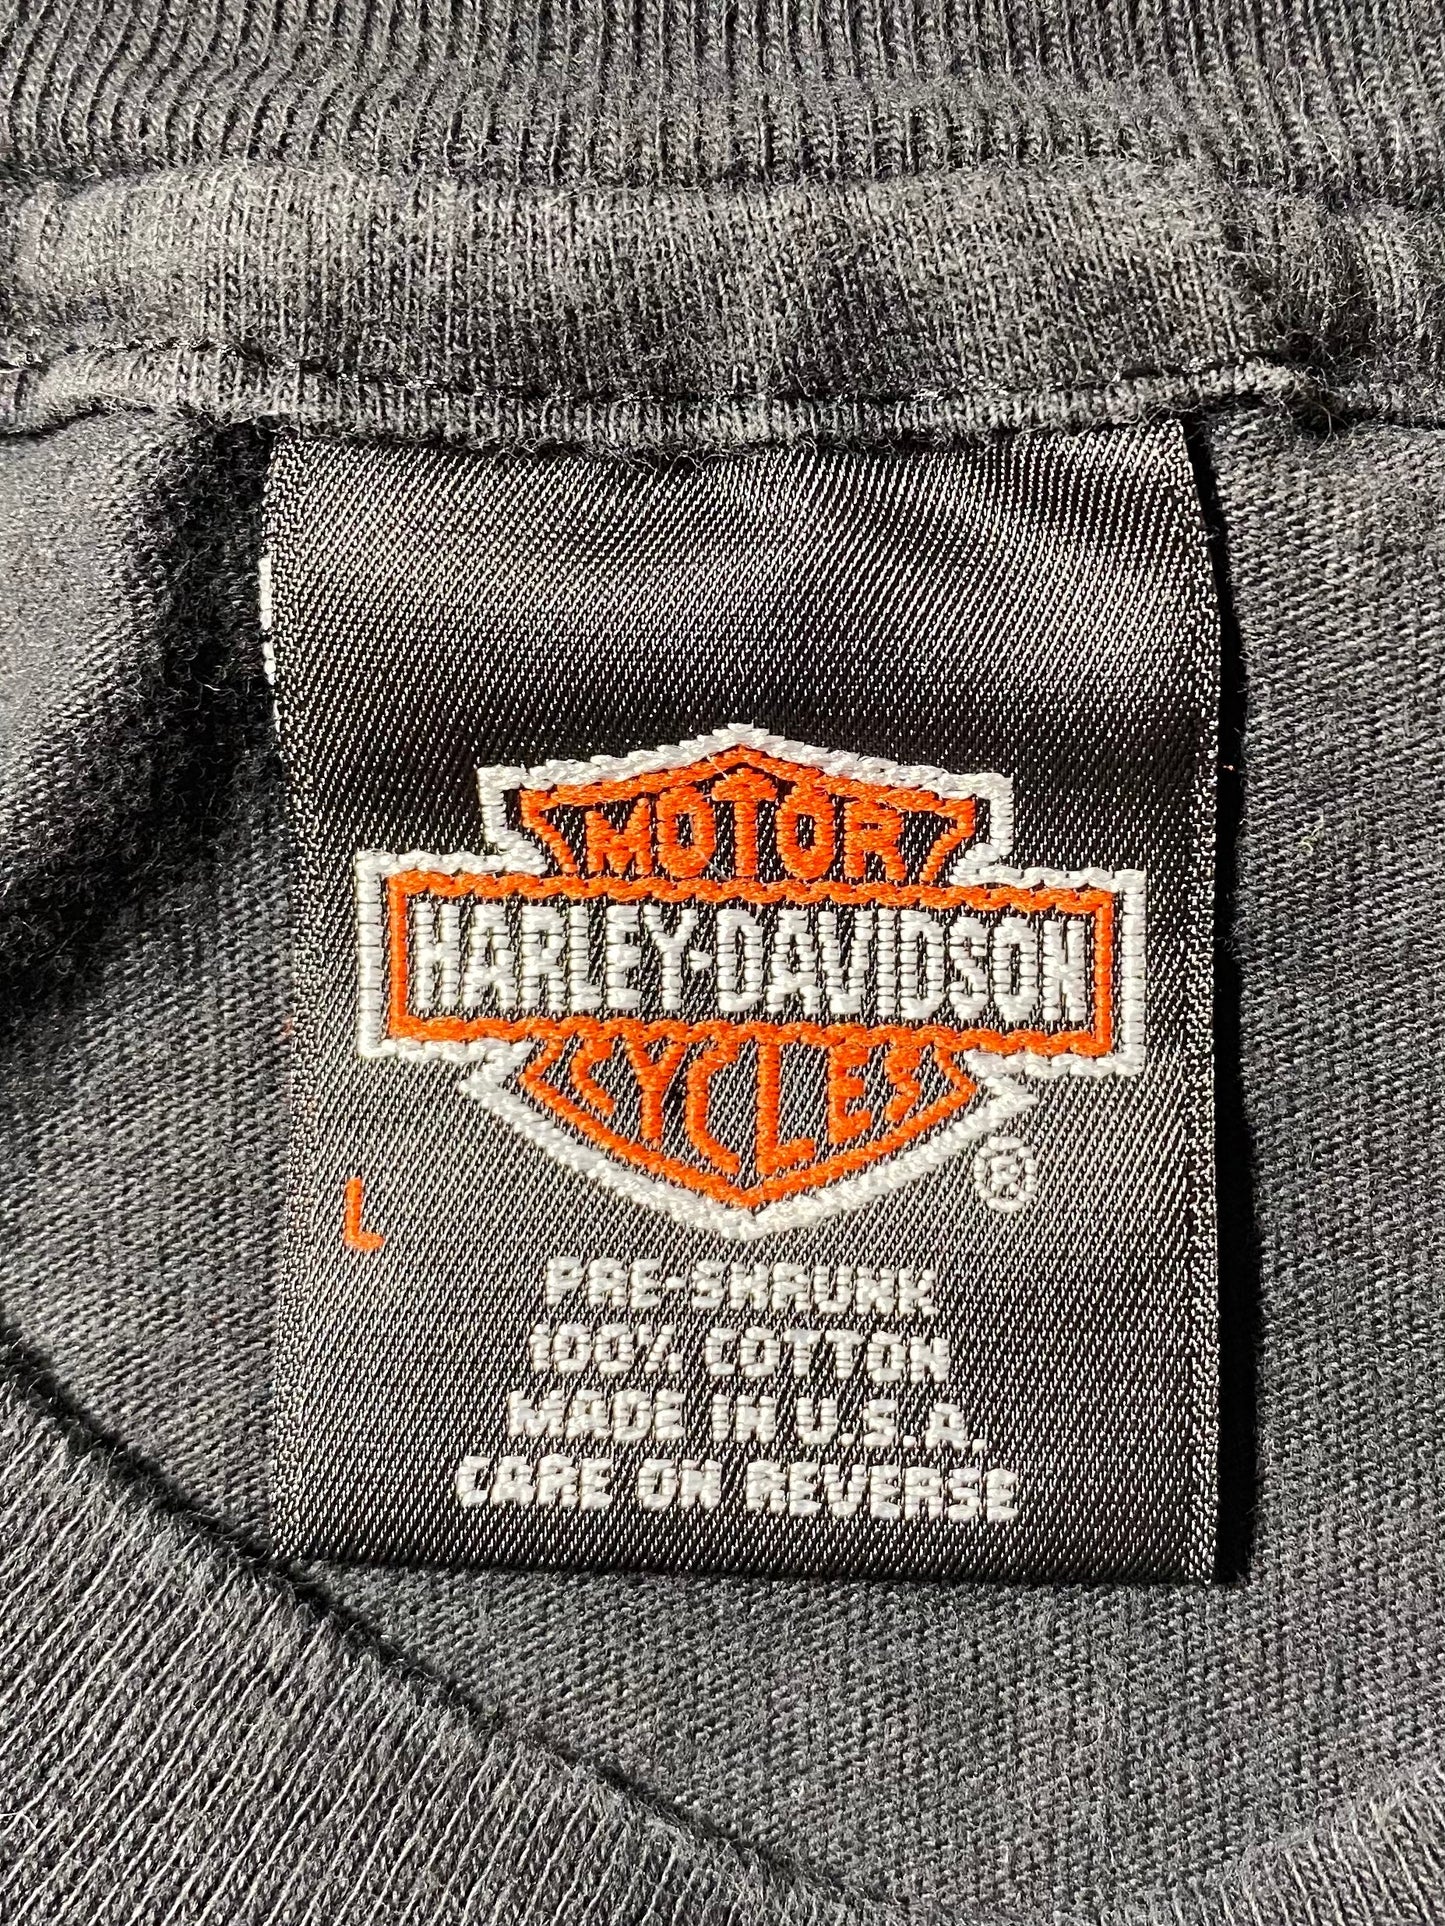 MOTOR
HARLEY-DAVIDSON
CYCLES
®
L
PRE-SHRUNK
100% COTTON
MADE IN U.S.A.
CARE ON REVERSE